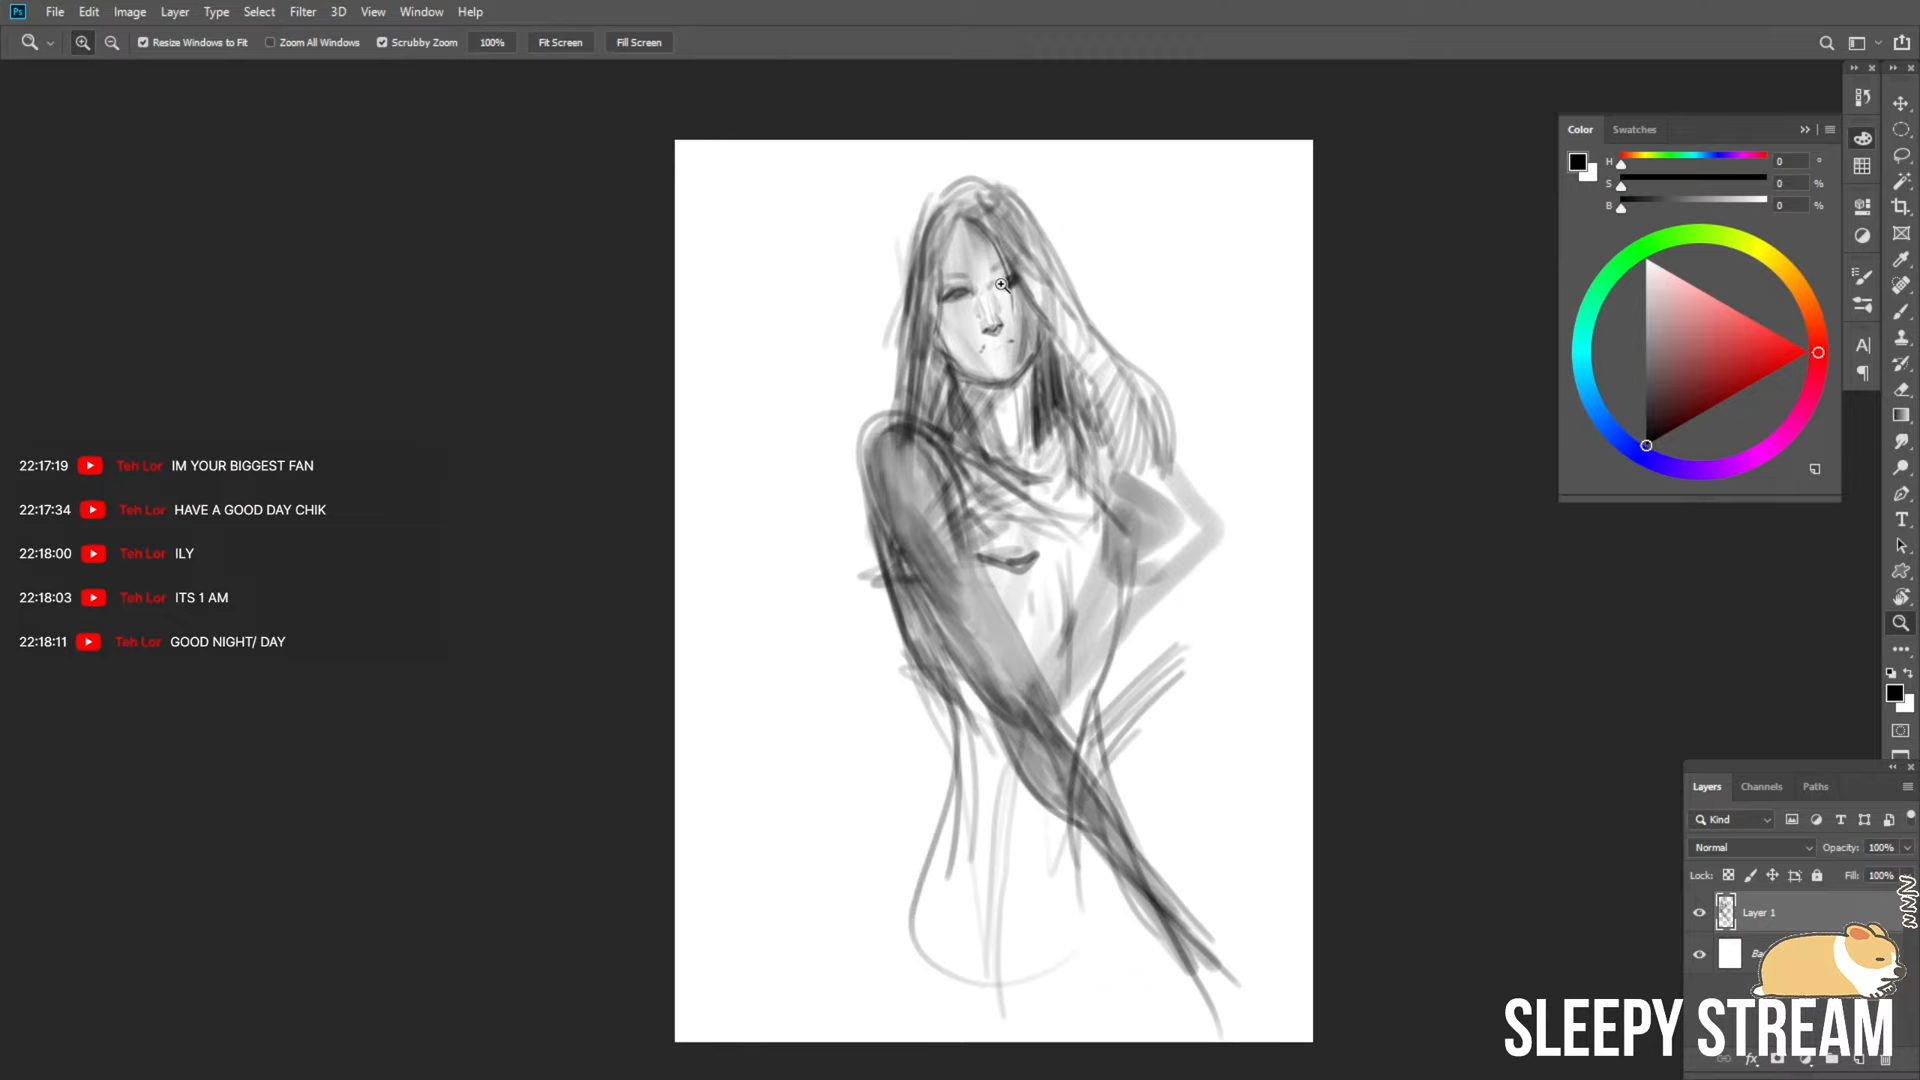 Ps File Edit Image Layer Type Select Filter 3D View Window Help
Resize Windows to Fit Zoom All Windows Scrubby Zoom 100% Fit Screen Fill Screen
Color Swatches
H 0 °
S 0 %
B 0 %
22:17:19 Teh Lor IM YOUR BIGGEST FAN
22:17:34 Teh Lor HAVE A GOOD DAY CHIK
22:18:00 Teh Lor ILY
22:18:03 Teh Lor ITS 1 AM
22:18:11 Teh Lor GOOD NIGHT/ DAY
Layers Channels Paths
Kind
Normal Opacity: 100%
Lock: Fill: 100%
Layer 1
SLEEPY STREAM